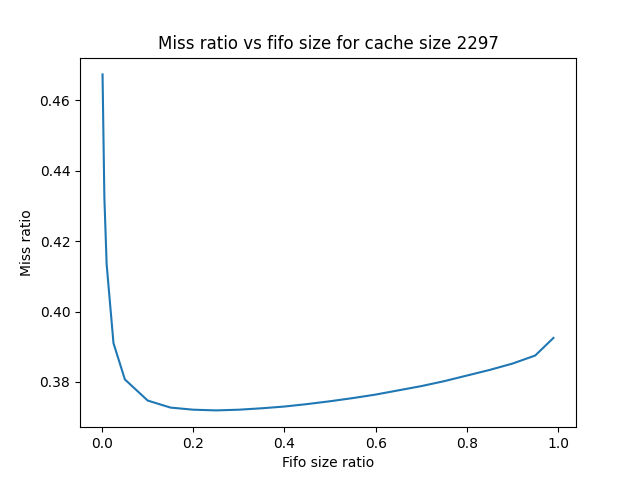 Miss ratio vs fifo size for cache size 2297
0.46
0.44
0.42
0.40
0.38
Miss ratio
0.0 0.2 0.4 0.6 0.8 1.0
Fifo size ratio